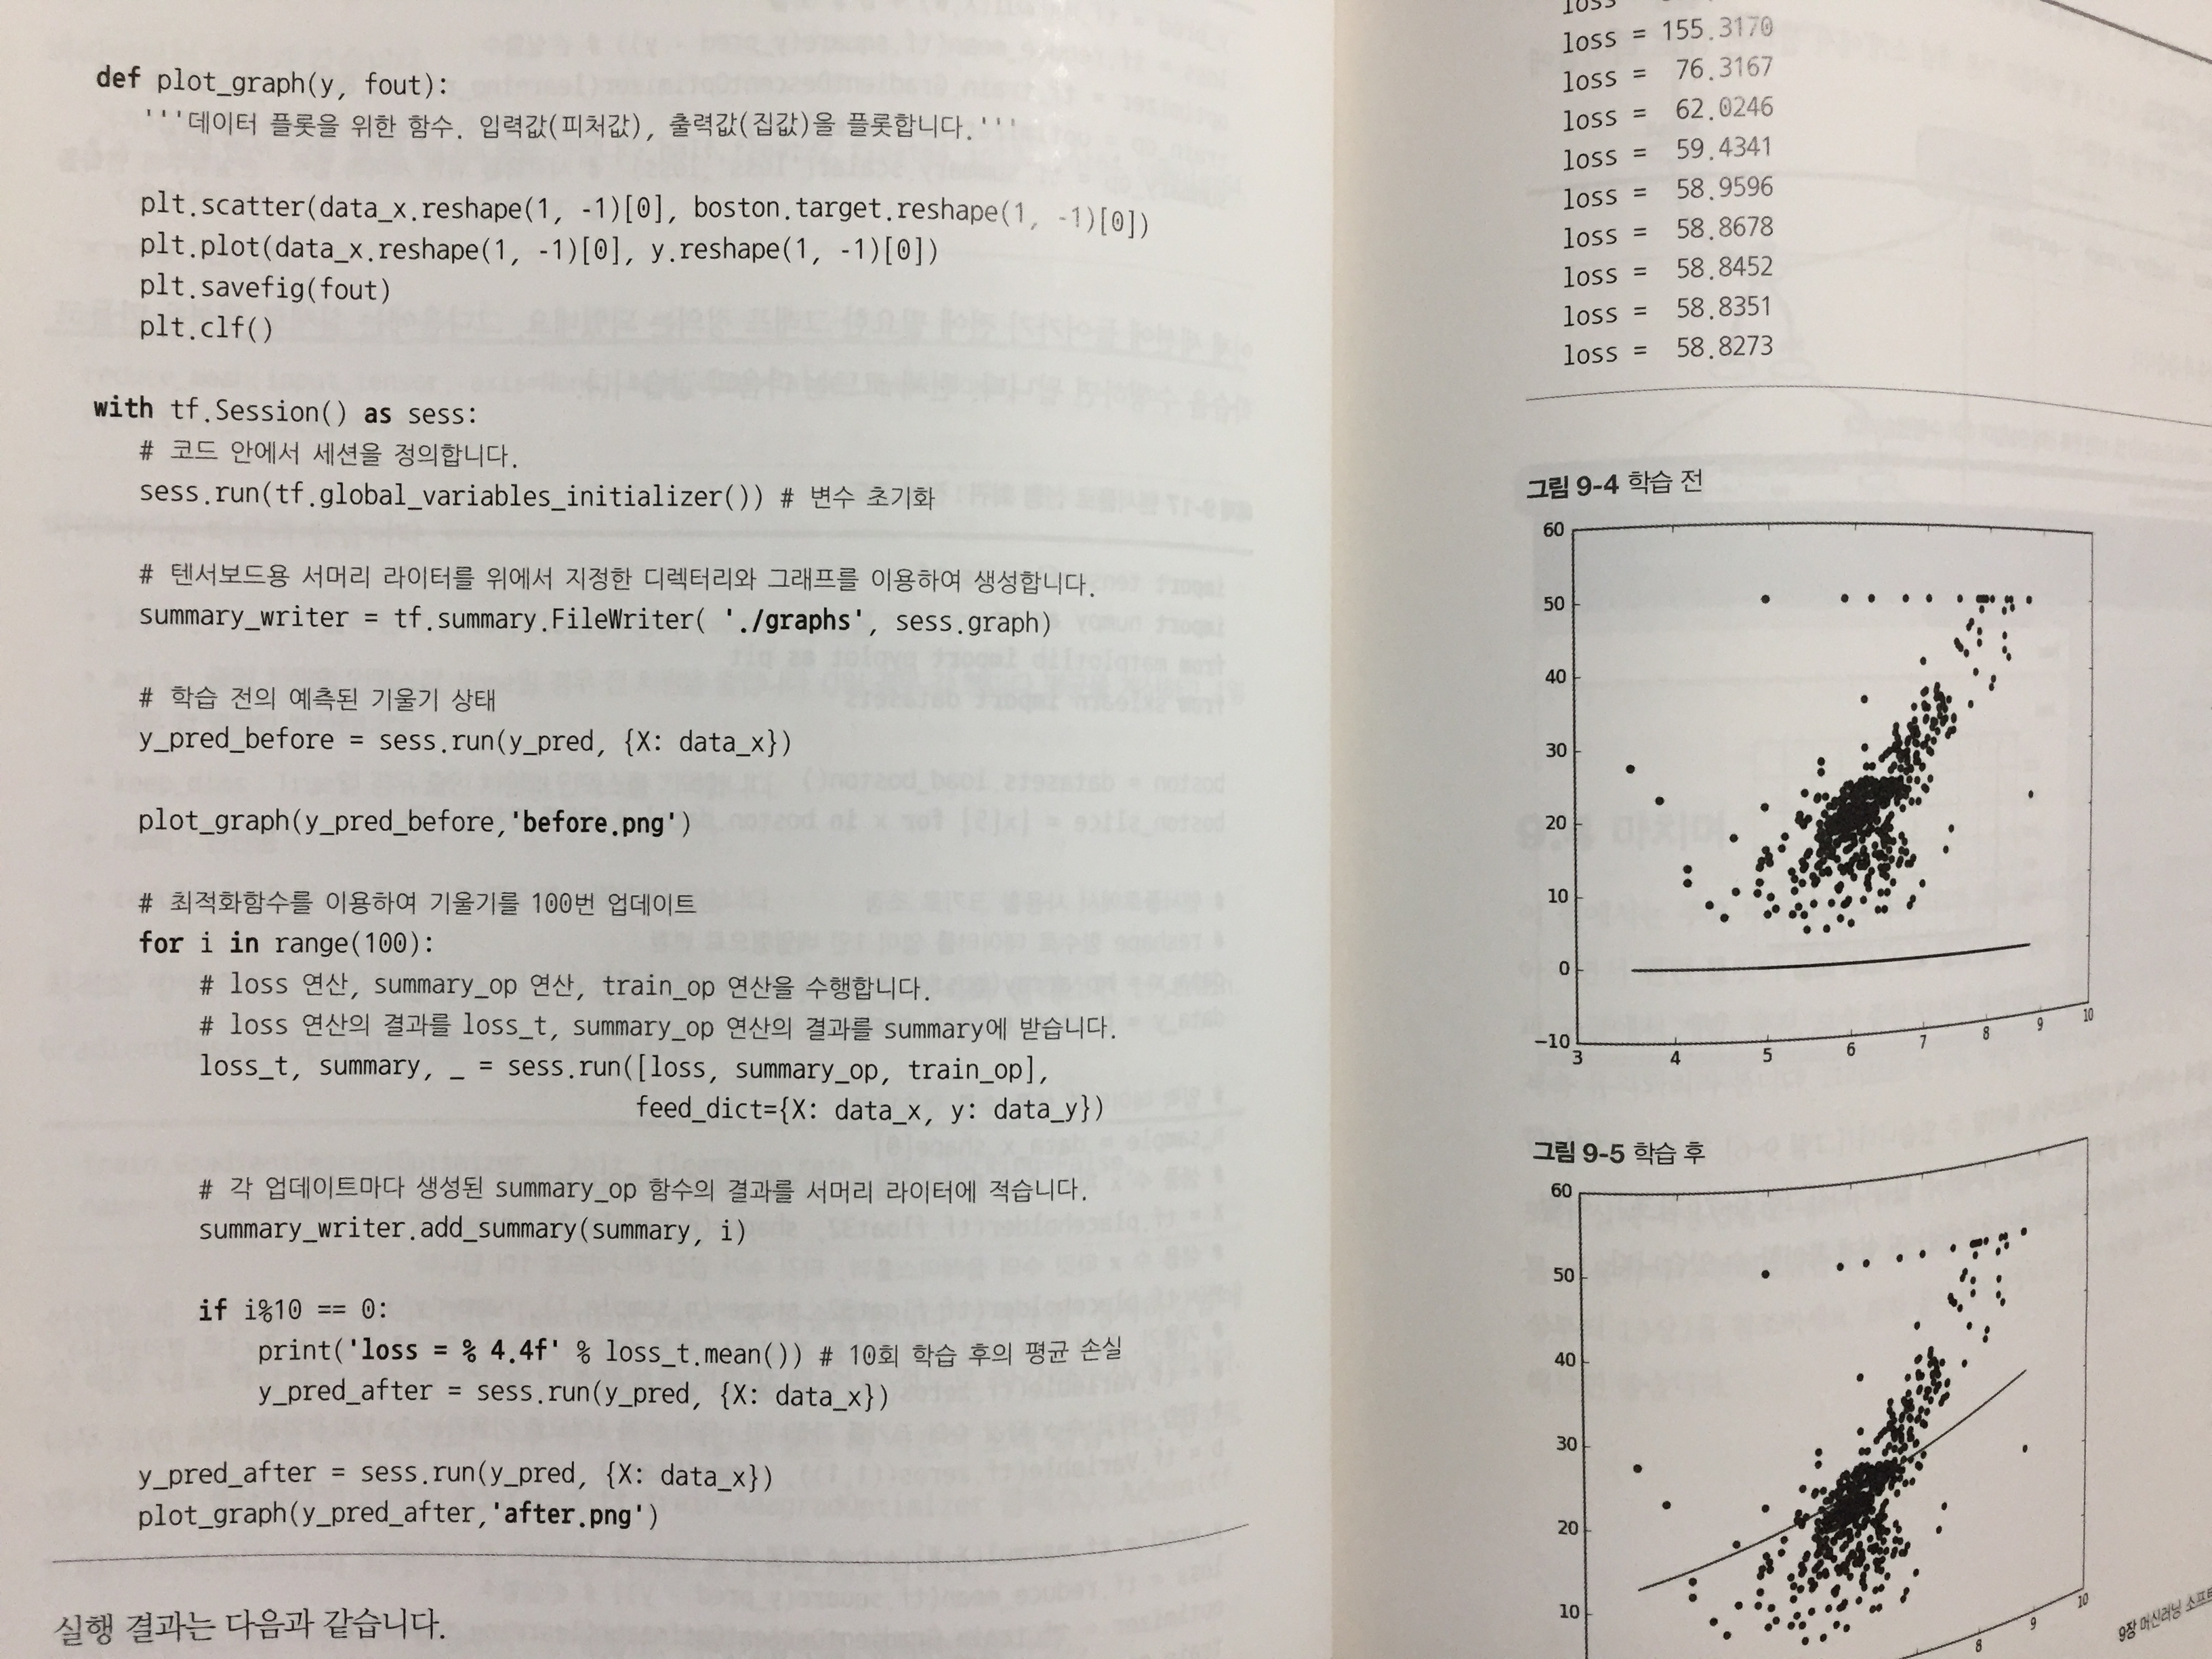 def plot_graph(y, fout):
'''데이터 플롯을 위한 함수. 입력값(피처값), 출력값(집값)을 플롯합니다.'''
plt.scatter(data_x.reshape(1, -1)[0], boston.target.reshape(1, -1)[0])
plt.plot(data_x.reshape(1, -1)[0], y.reshape(1, -1)[0])
plt.savefig(fout)
plt.clf()
with tf.Session() as sess:
# 코드 안에서 세션을 정의합니다.
sess.run(tf.global_variables_initializer()) # 변수 초기화
# 텐서보드용 서머리 라이터를 위에서 지정한 디렉터리와 그래프를 이용하여 생성합니다.
summary_writer = tf.summary.FileWriter( './graphs', sess.graph)
# 학습 전의 예측된 기울기 상태
y_pred_before = sess.run(y_pred, {X: data_x})
plot_graph(y_pred_before,'before.png')
# 최적화함수를 이용하여 기울기를 100번 업데이트
for i in range(100):
# loss 연산, summary_op 연산, train_op 연산을 수행합니다.
# loss 연산의 결과를 loss_t, summary_op 연산의 결과를 summary에 받습니다.
loss_t, summary, _ = sess.run([loss, summary_op, train_op],
feed_dict={X: data_x, y: data_y})
# 각 업데이트마다 생성된 summary_op 함수의 결과를 서머리 라이터에 적습니다.
summary_writer.add_summary(summary, i)
if i%10 == 0:
print('loss = % 4.4f' % loss_t.mean()) # 10회 학습 후의 평균 손실
y_pred_after = sess.run(y_pred, {X: data_x})
y_pred_after = sess.run(y_pred, {X: data_x})
plot_graph(y_pred_after,'after.png')
실행 결과는 다음과 같습니다.
loss = 155.3170
loss = 76.3167
loss = 62.0246
loss = 59.4341
loss = 58.9596
loss = 58.8678
loss = 58.8452
loss = 58.8351
loss = 58.8273
그림 9-4 학습 전
60
50
40
30
20
10
0
-10
3 4 5 6 7 8 9 10
그림 9-5 학습 후
60
50
40
30
20
10
8 9 10
9장 머신러닝